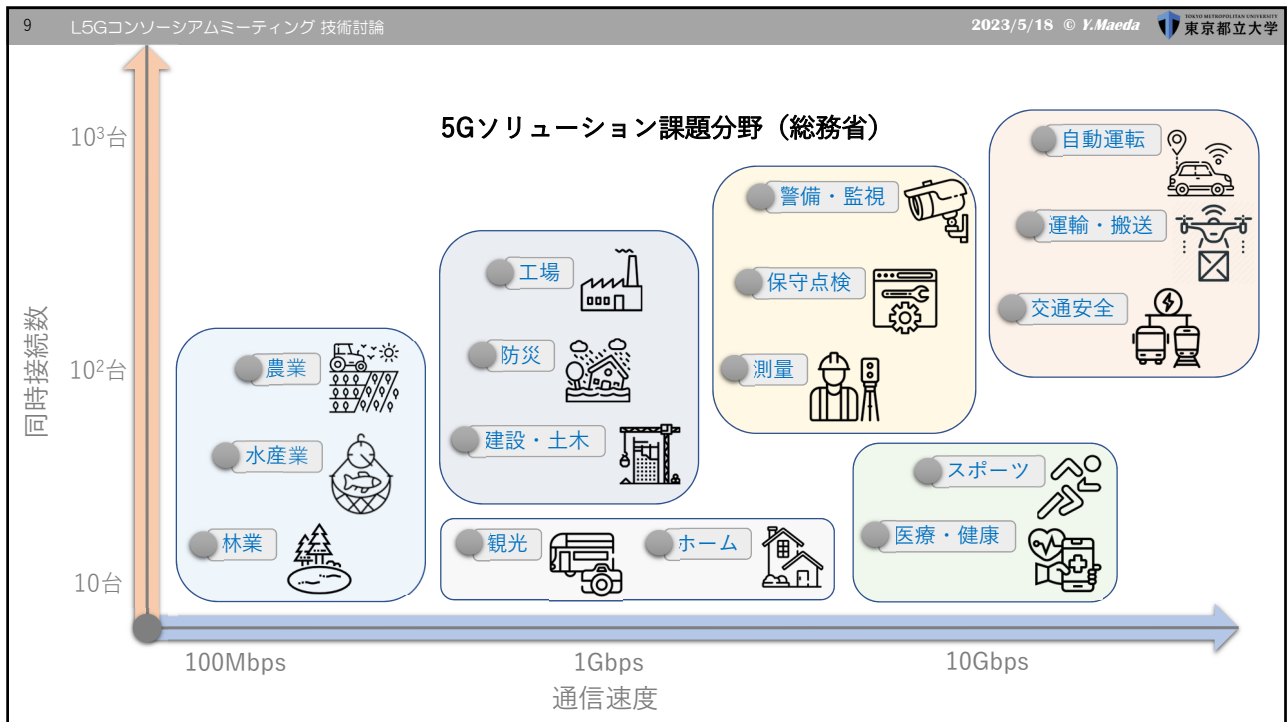 9
L5Gコンソーシアムミーティング 技術討論
2023/5/18 © Y.Maeda
TOKYO METROPOLITAN UNIVERSITY
東京都立大学
5Gソリューション課題分野（総務省）
同時接続数
10³台
10²台
10台
農業
水産業
林業
工場
防災
建設・土木
観光
ホーム
警備・監視
保守点検
測量
自動運転
運輸・搬送
交通安全
スポーツ
医療・健康
100Mbps
1Gbps
10Gbps
通信速度